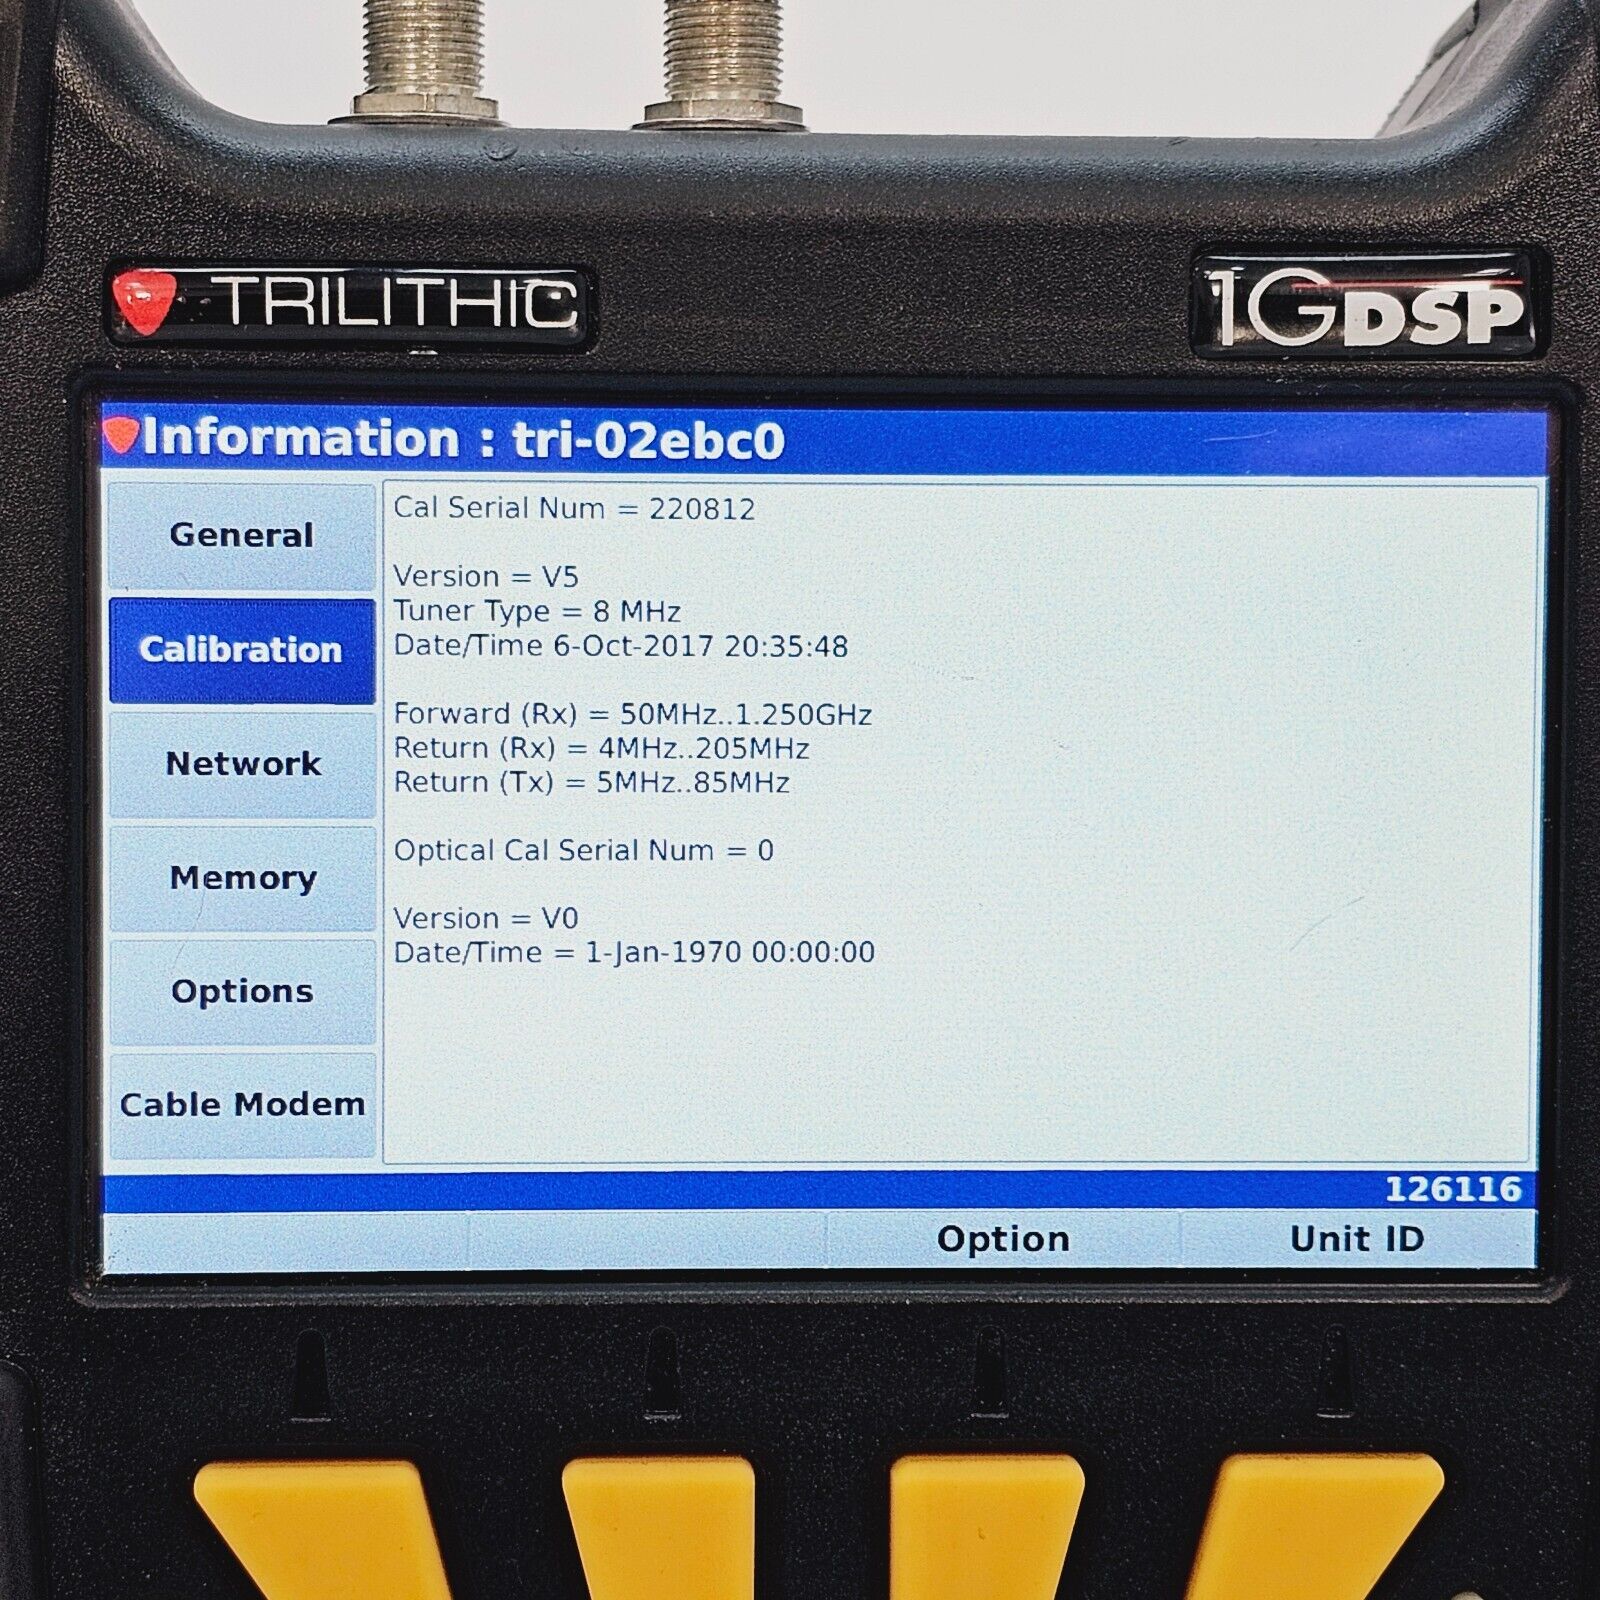 TRILITHIC
1GDSP
Information : tri-02ebc0
General
Calibration
Network
Memory
Options
Cable Modem
Cal Serial Num = 220812
Version = V5
Tuner Type = 8 MHz
Date/Time 6-Oct-2017 20:35:48
Forward (Rx) = 50MHz..1.250GHz
Return (Rx) = 4MHz..205MHz
Return (Tx) = 5MHz..85MHz
Optical Cal Serial Num = 0
Version = V0
Date/Time = 1-Jan-1970 00:00:00
126116
Option
Unit ID